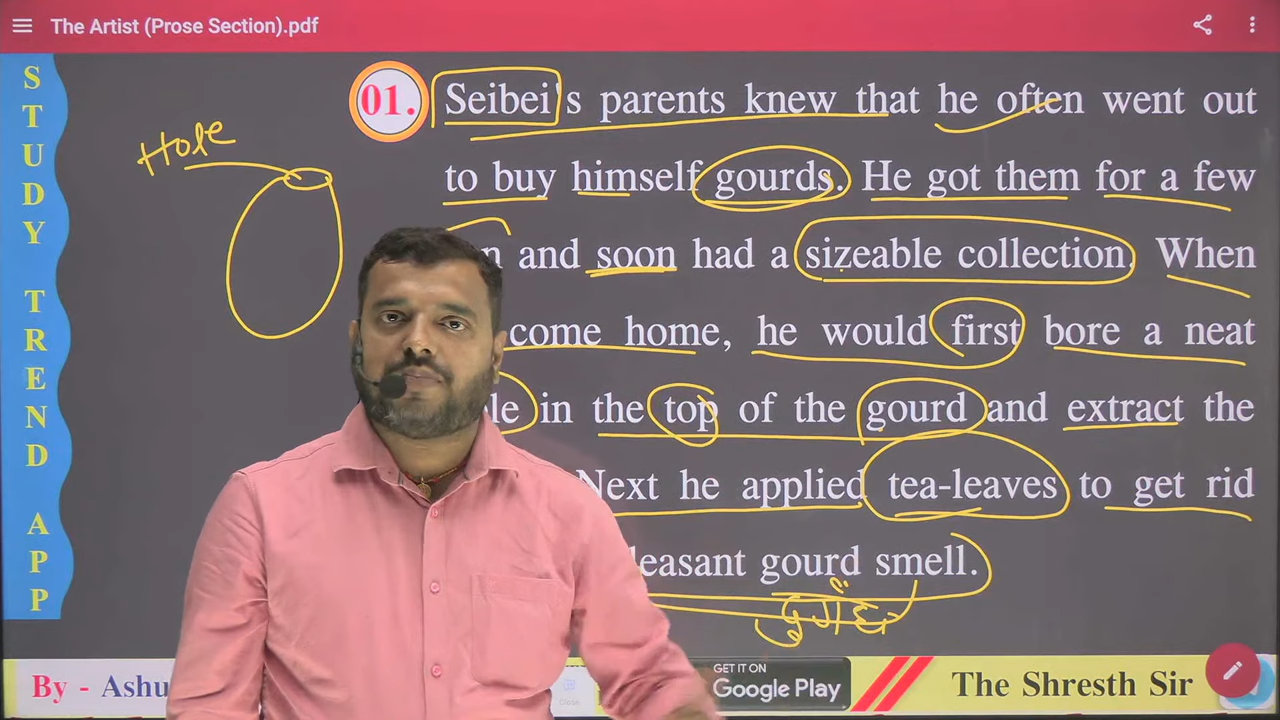 The Artist (Prose Section).pdf
STUDY TREND APP
Hole
01.
Seibei's parents knew that he often went out
to buy himself gourds. He got them for a few
and soon had a sizeable collection. When
come home, he would first bore a neat
in the top of the gourd and extract the
Next he applied tea-leaves to get rid
gourd smell.
दुर्गंध
By - Ashu
Close
GET IT ON
Google Play
The Shresth Sir